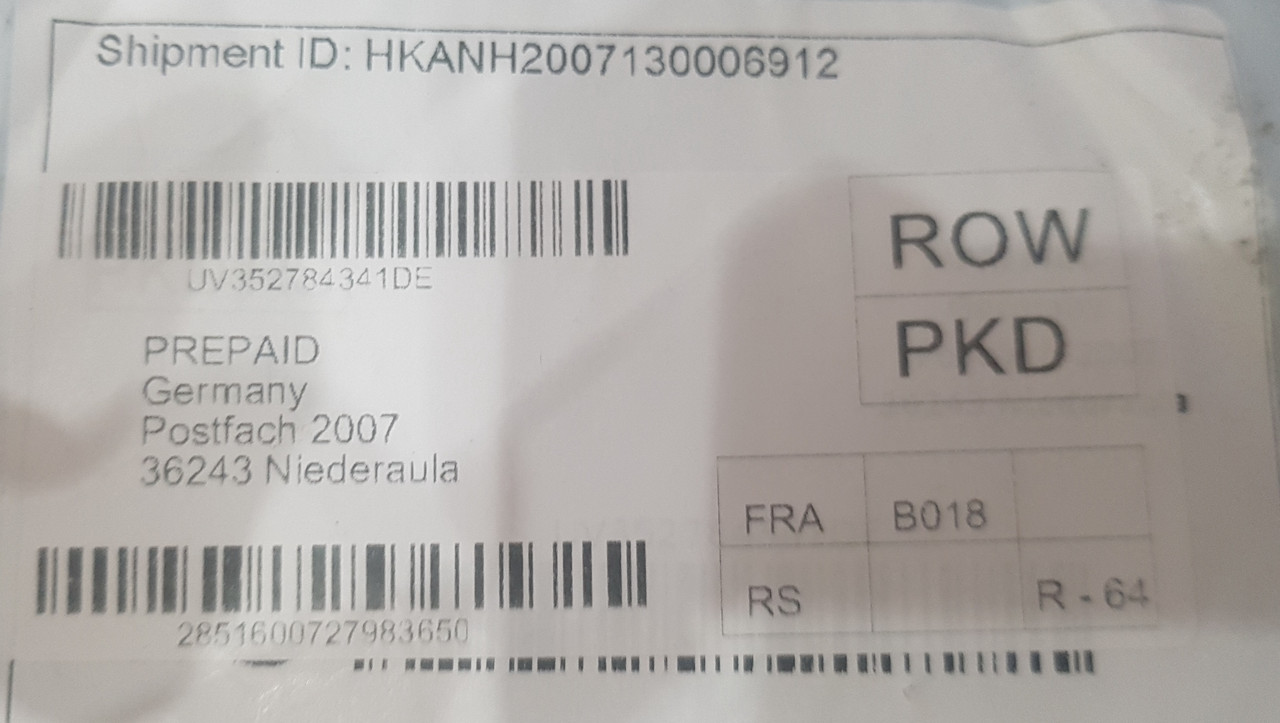 Shipment ID: HKANH2007130006912
UV352784341DE
ROW
PKD
PREPAID
Germany
Postfach 2007
36243 Niederaula
FRA B018
RS R - 64
2851600727983650